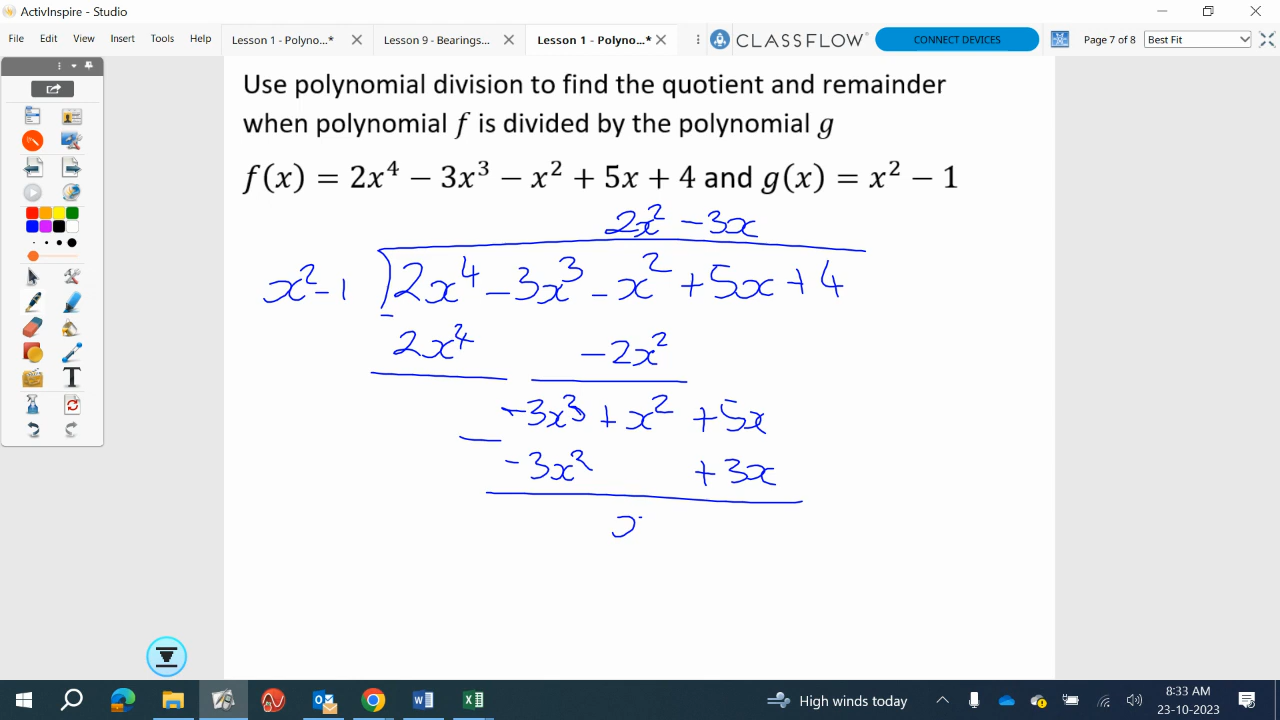 ActivInspire - Studio
File Edit View Insert Tools Help Lesson 1 - Polyno...* Lesson 9 - Bearings... Lesson 1 - Polyno...* CLASSFLOW CONNECT DEVICES Page 7 of 8 Best Fit
Use polynomial division to find the quotient and remainder
when polynomial f is divided by the polynomial g
f(x) = 2x⁴ − 3x³ − x² + 5x + 4 and g(x) = x² − 1
2x² − 3x
x² − 1 ) 2x⁴ − 3x³ − x² + 5x + 4
− 2x⁴ − 2x²
− 3x³ + x² + 5x
− − 3x² + 3x
x
T
High winds today
8:33 AM
23-10-2023